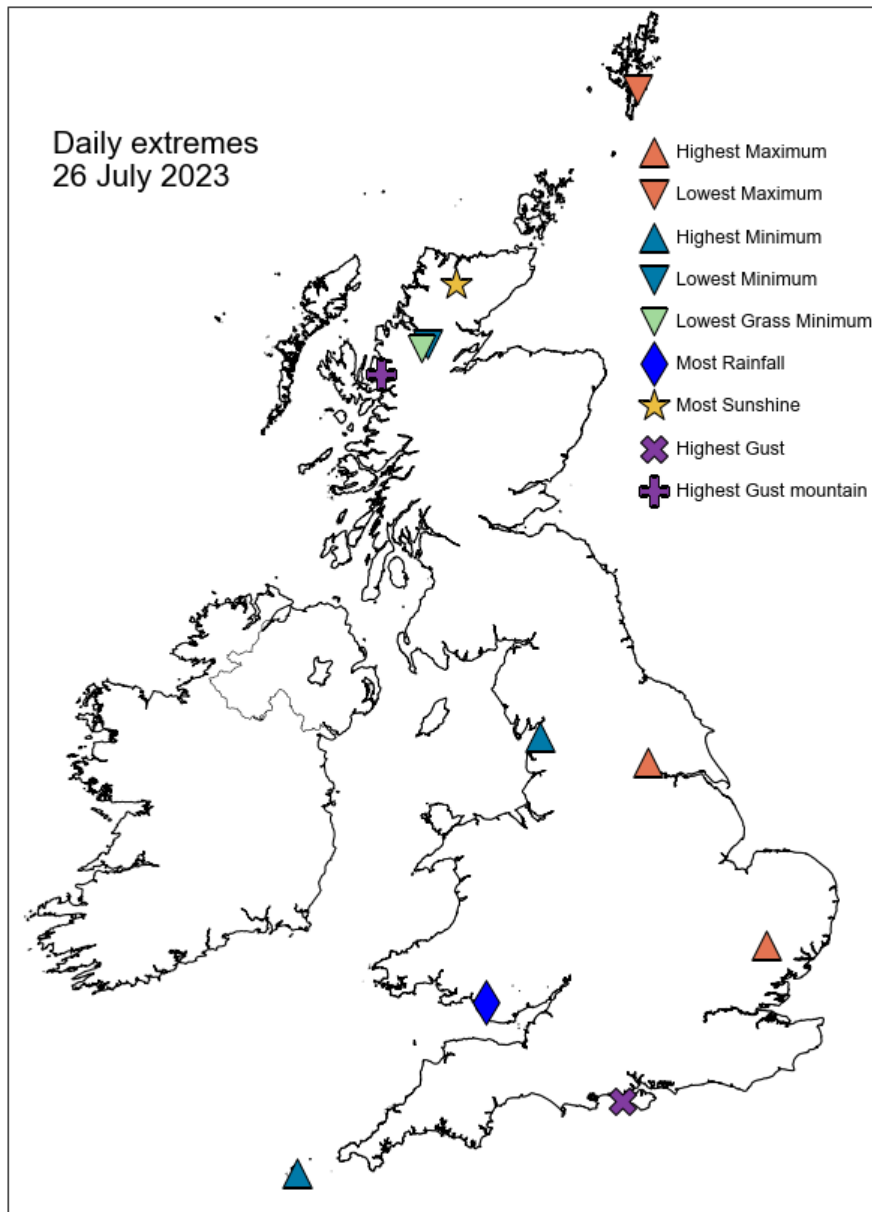 Daily extremes
26 July 2023
Highest Maximum
Lowest Maximum
Highest Minimum
Lowest Minimum
Lowest Grass Minimum
Most Rainfall
Most Sunshine
Highest Gust
Highest Gust mountain